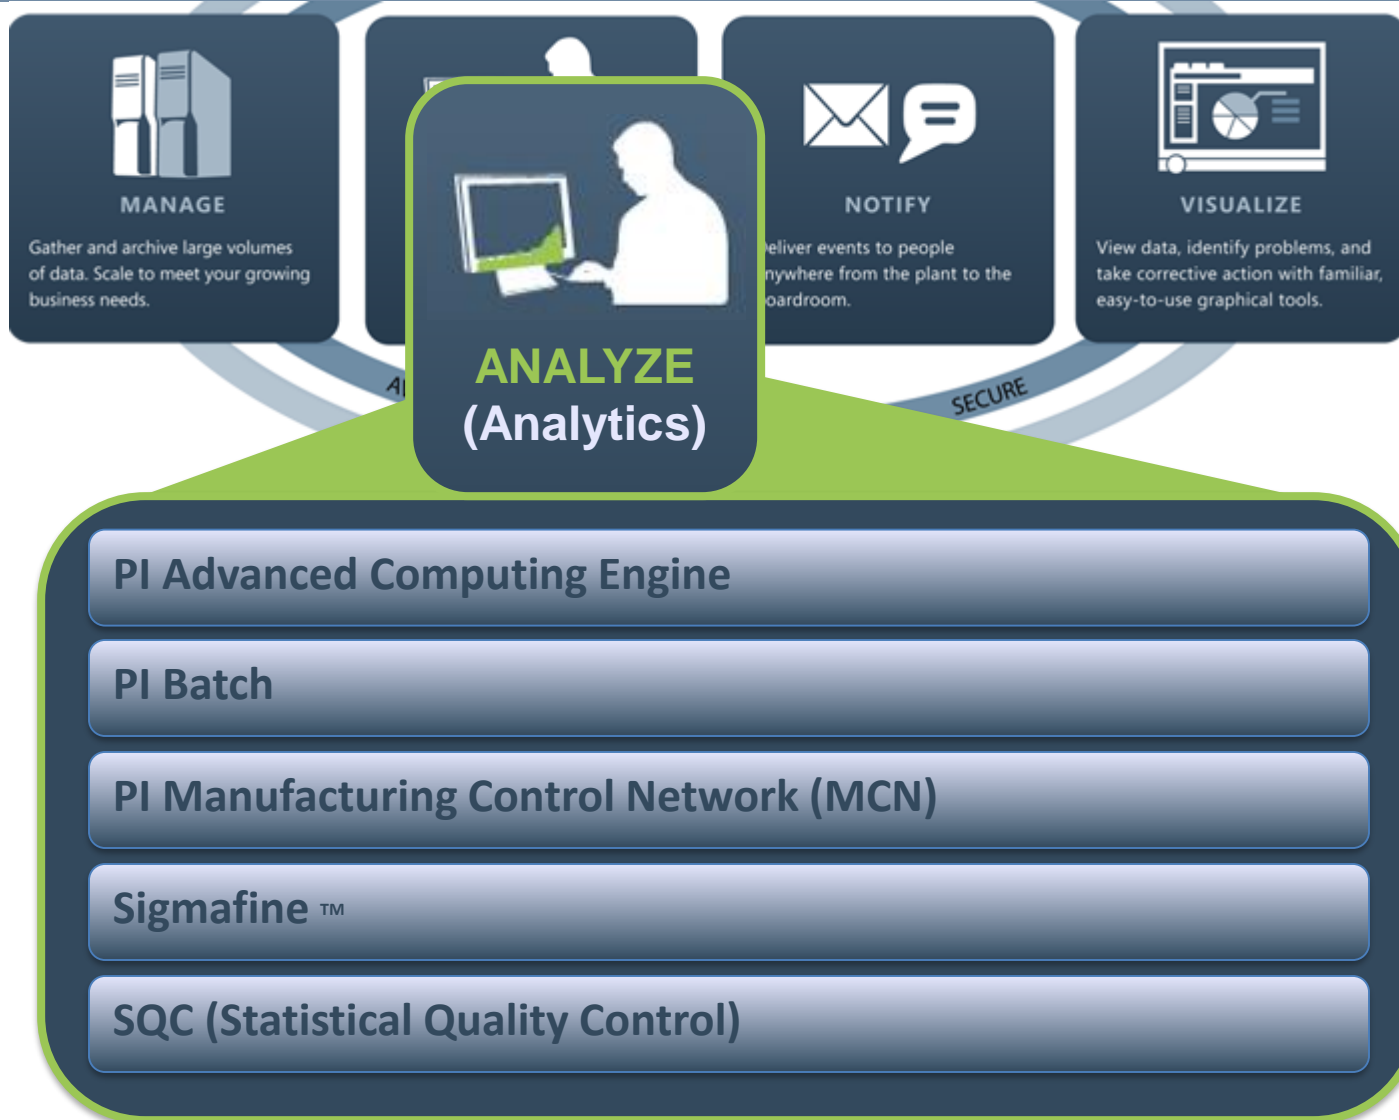 MANAGE
Gather and archive large volumes
of data. Scale to meet your growing
business needs.
ANALYZE
(Analytics)
NOTIFY
eliver events to people
nywhere from the plant to the
oardroom.
VISUALIZE
View data, identify problems, and
take corrective action with familiar,
easy-to-use graphical tools.
SECURE
PI Advanced Computing Engine
PI Batch
PI Manufacturing Control Network (MCN)
Sigmafine ™
SQC (Statistical Quality Control)